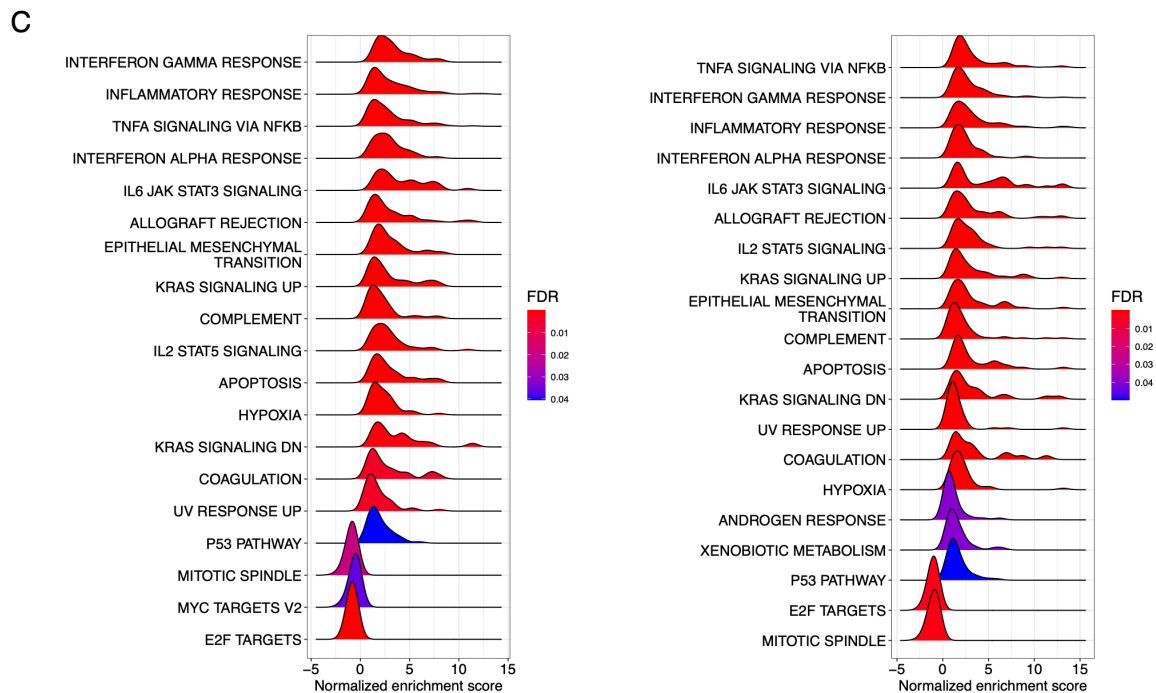 C
INTERFERON GAMMA RESPONSE
INFLAMMATORY RESPONSE
TNFA SIGNALING VIA NFKB
INTERFERON ALPHA RESPONSE
IL6 JAK STAT3 SIGNALING
ALLOGRAFT REJECTION
EPITHELIAL MESENCHYMAL
TRANSITION
KRAS SIGNALING UP
COMPLEMENT
IL2 STAT5 SIGNALING
APOPTOSIS
HYPOXIA
KRAS SIGNALING DN
COAGULATION
UV RESPONSE UP
P53 PATHWAY
MITOTIC SPINDLE
MYC TARGETS V2
E2F TARGETS
−5 0 5 10 15
Normalized enrichment score
FDR
0.01
0.02
0.03
0.04
TNFA SIGNALING VIA NFKB
INTERFERON GAMMA RESPONSE
INFLAMMATORY RESPONSE
INTERFERON ALPHA RESPONSE
IL6 JAK STAT3 SIGNALING
ALLOGRAFT REJECTION
IL2 STAT5 SIGNALING
KRAS SIGNALING UP
EPITHELIAL MESENCHYMAL
TRANSITION
COMPLEMENT
APOPTOSIS
KRAS SIGNALING DN
UV RESPONSE UP
COAGULATION
HYPOXIA
ANDROGEN RESPONSE
XENOBIOTIC METABOLISM
P53 PATHWAY
E2F TARGETS
MITOTIC SPINDLE
−5 0 5 10 15
Normalized enrichment score
FDR
0.01
0.02
0.03
0.04